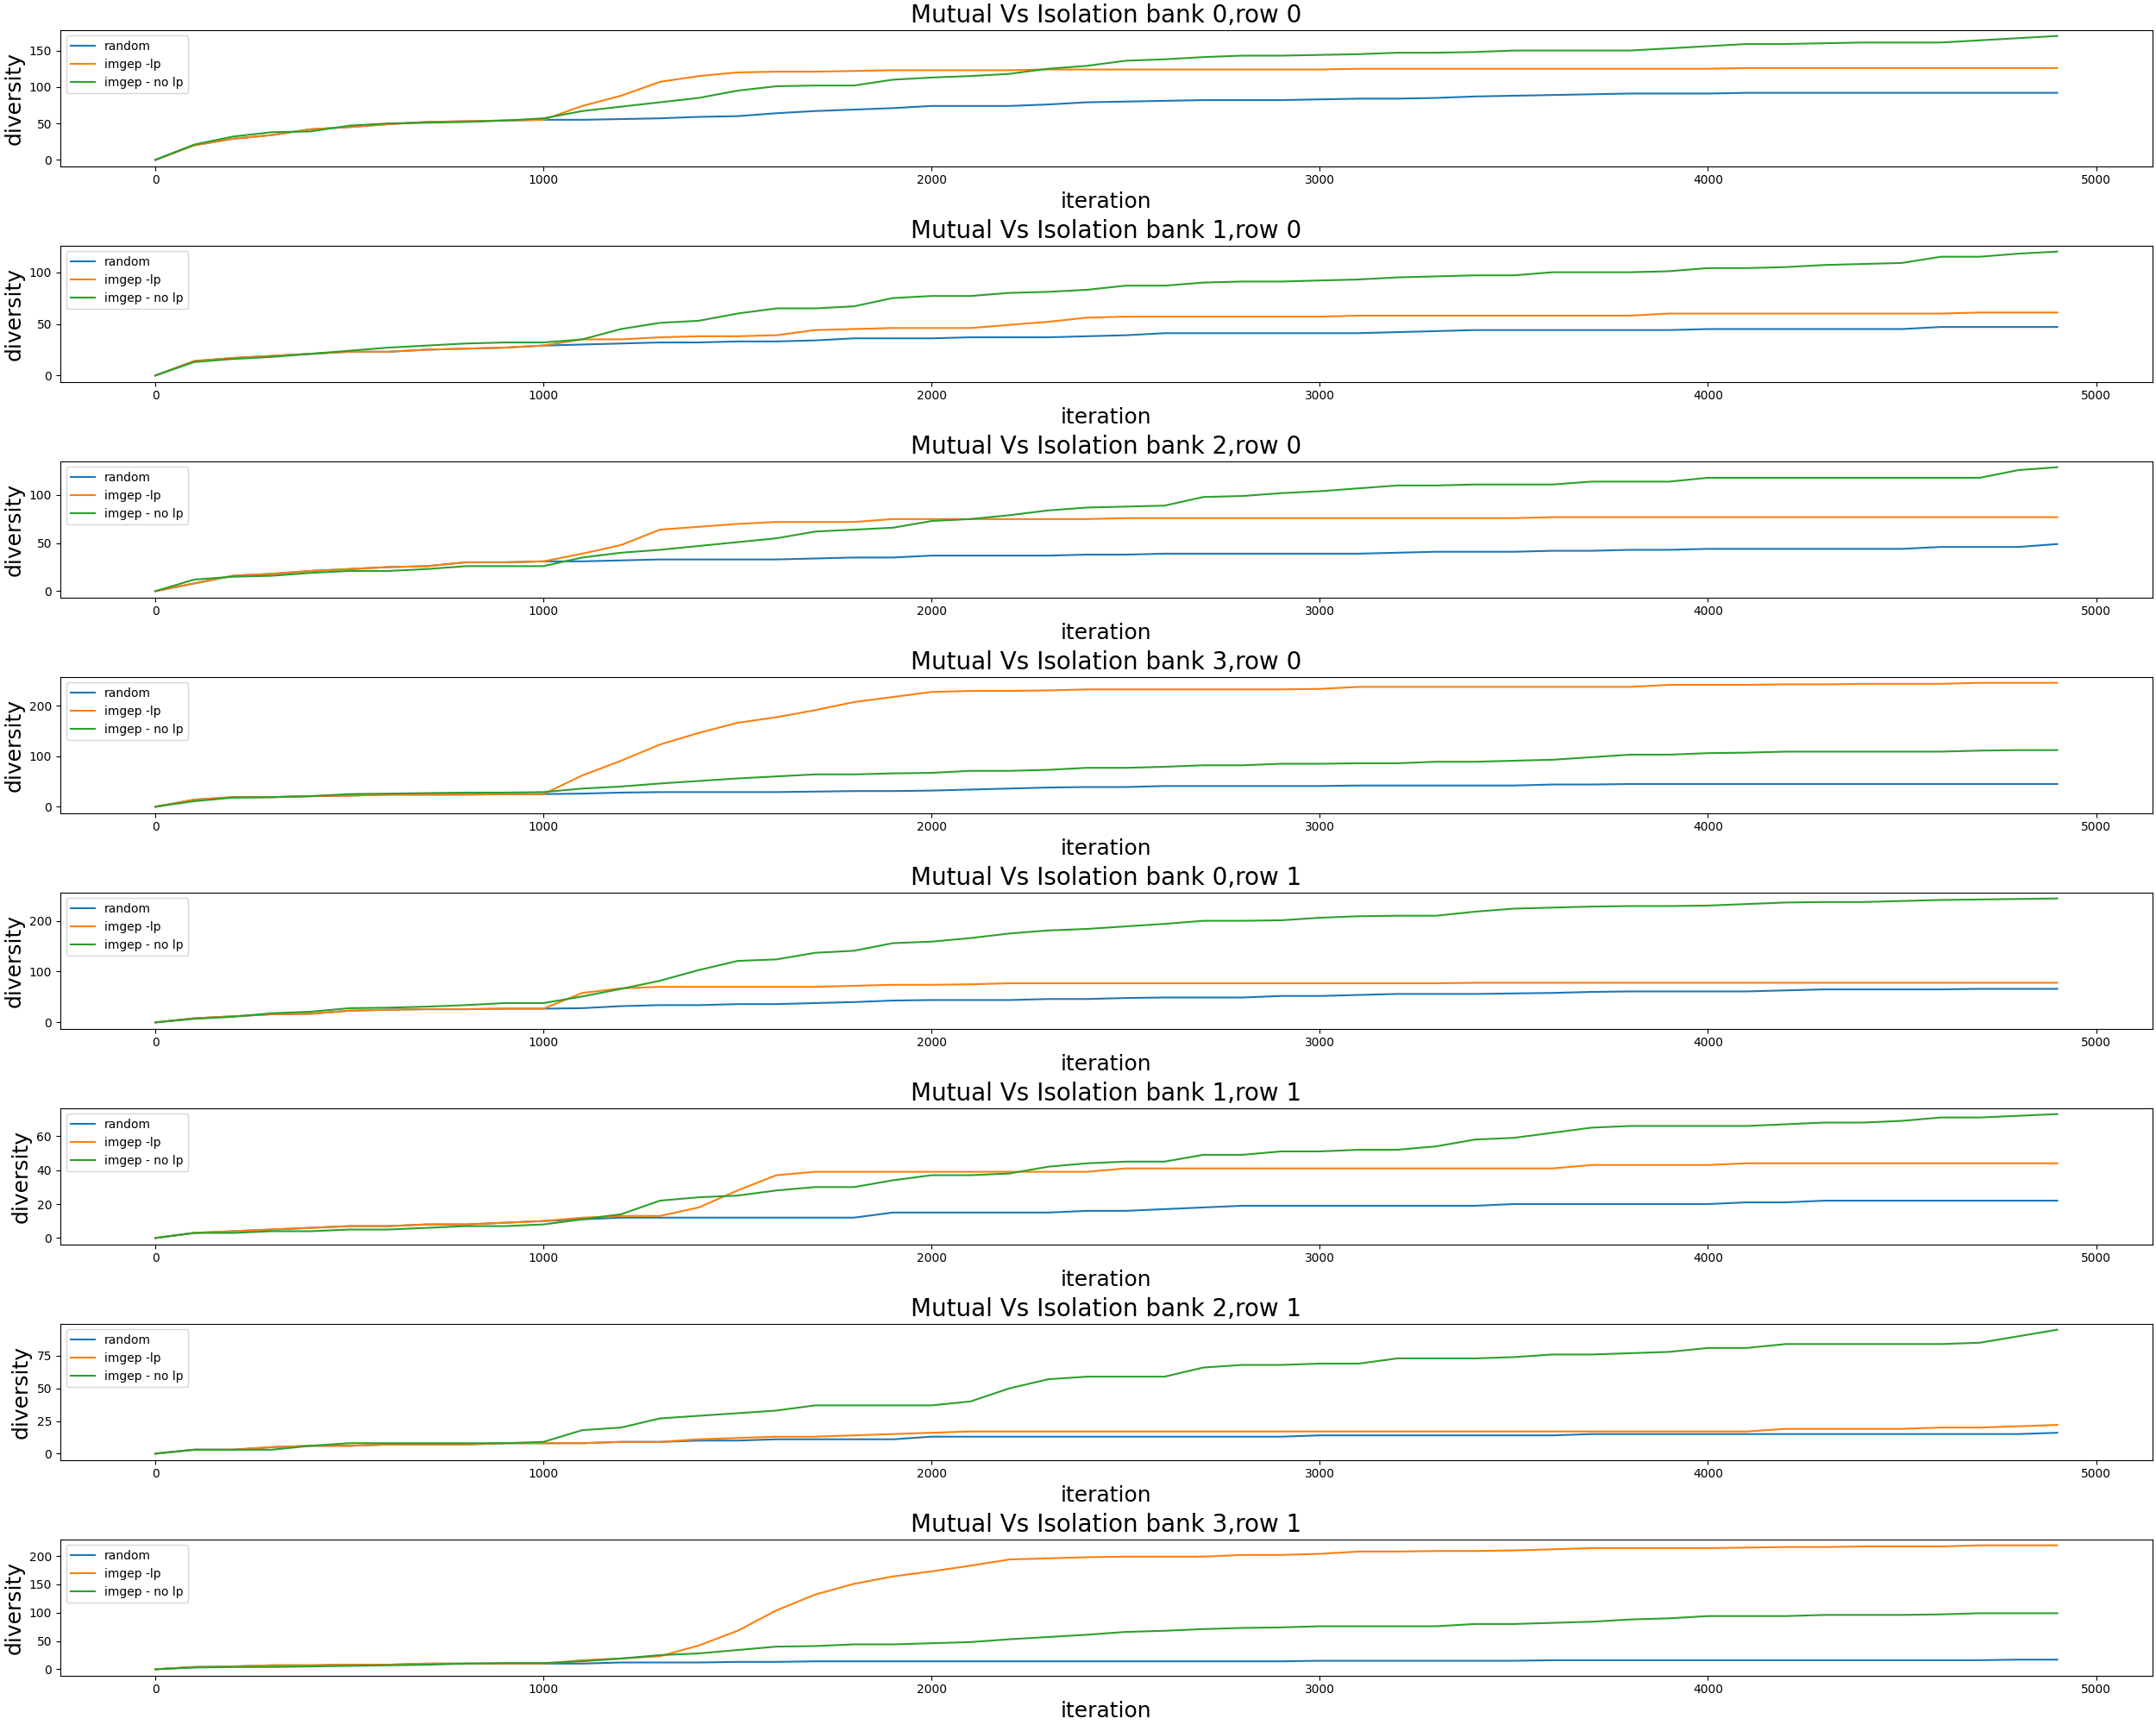 Mutual Vs Isolation bank 0,row 0
diversity
150
100
50
0
random
imgep -lp
imgep - no lp
0 1000 2000 3000 4000 5000
iteration
Mutual Vs Isolation bank 1,row 0
diversity
100
50
0
random
imgep -lp
imgep - no lp
0 1000 2000 3000 4000 5000
iteration
Mutual Vs Isolation bank 2,row 0
diversity
100
50
0
random
imgep -lp
imgep - no lp
0 1000 2000 3000 4000 5000
iteration
Mutual Vs Isolation bank 3,row 0
diversity
200
100
0
random
imgep -lp
imgep - no lp
0 1000 2000 3000 4000 5000
iteration
Mutual Vs Isolation bank 0,row 1
diversity
200
100
0
random
imgep -lp
imgep - no lp
0 1000 2000 3000 4000 5000
iteration
Mutual Vs Isolation bank 1,row 1
diversity
60
40
20
0
random
imgep -lp
imgep - no lp
0 1000 2000 3000 4000 5000
iteration
Mutual Vs Isolation bank 2,row 1
diversity
75
50
25
0
random
imgep -lp
imgep - no lp
0 1000 2000 3000 4000 5000
iteration
Mutual Vs Isolation bank 3,row 1
diversity
200
150
100
50
0
random
imgep -lp
imgep - no lp
0 1000 2000 3000 4000 5000
iteration